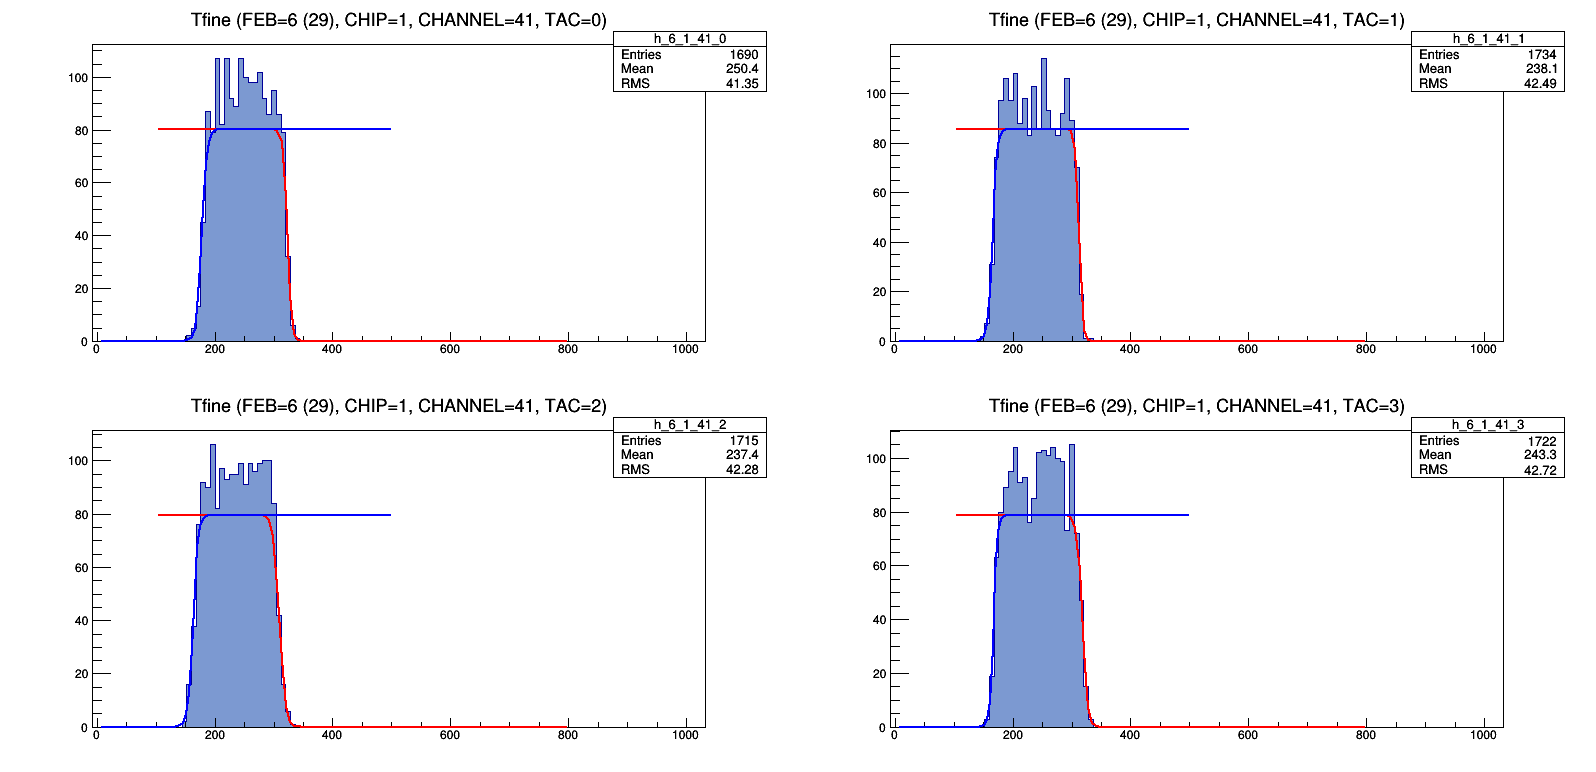 Tfine (FEB=6 (29), CHIP=1, CHANNEL=41, TAC=0)
h_6_1_41_0
Entries 1690
Mean 250.4
RMS 41.35
100
80
60
40
20
0
0 200 400 600 800 1000
Tfine (FEB=6 (29), CHIP=1, CHANNEL=41, TAC=1)
h_6_1_41_1
Entries 1734
Mean 238.1
RMS 42.49
100
80
60
40
20
0
0 200 400 600 800 1000
Tfine (FEB=6 (29), CHIP=1, CHANNEL=41, TAC=2)
h_6_1_41_2
Entries 1715
Mean 237.4
RMS 42.28
100
80
60
40
20
0
0 200 400 600 800 1000
Tfine (FEB=6 (29), CHIP=1, CHANNEL=41, TAC=3)
h_6_1_41_3
Entries 1722
Mean 243.3
RMS 42.72
100
80
60
40
20
0
0 200 400 600 800 1000